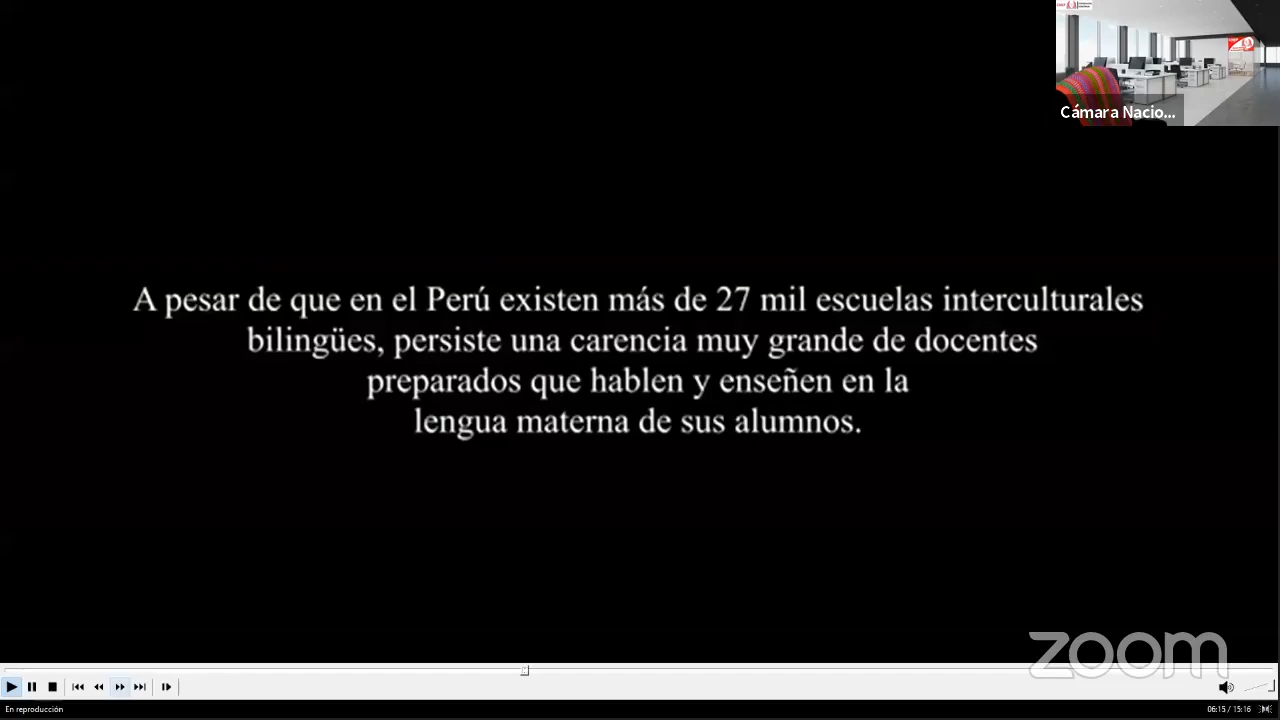 Cámara Nacio...
A pesar de que en el Perú existen más de 27 mil escuelas interculturales
bilingües, persiste una carencia muy grande de docentes
preparados que hablen y enseñen en la
lengua materna de sus alumnos.
zoom
En reproducción
06:15 / 15:16